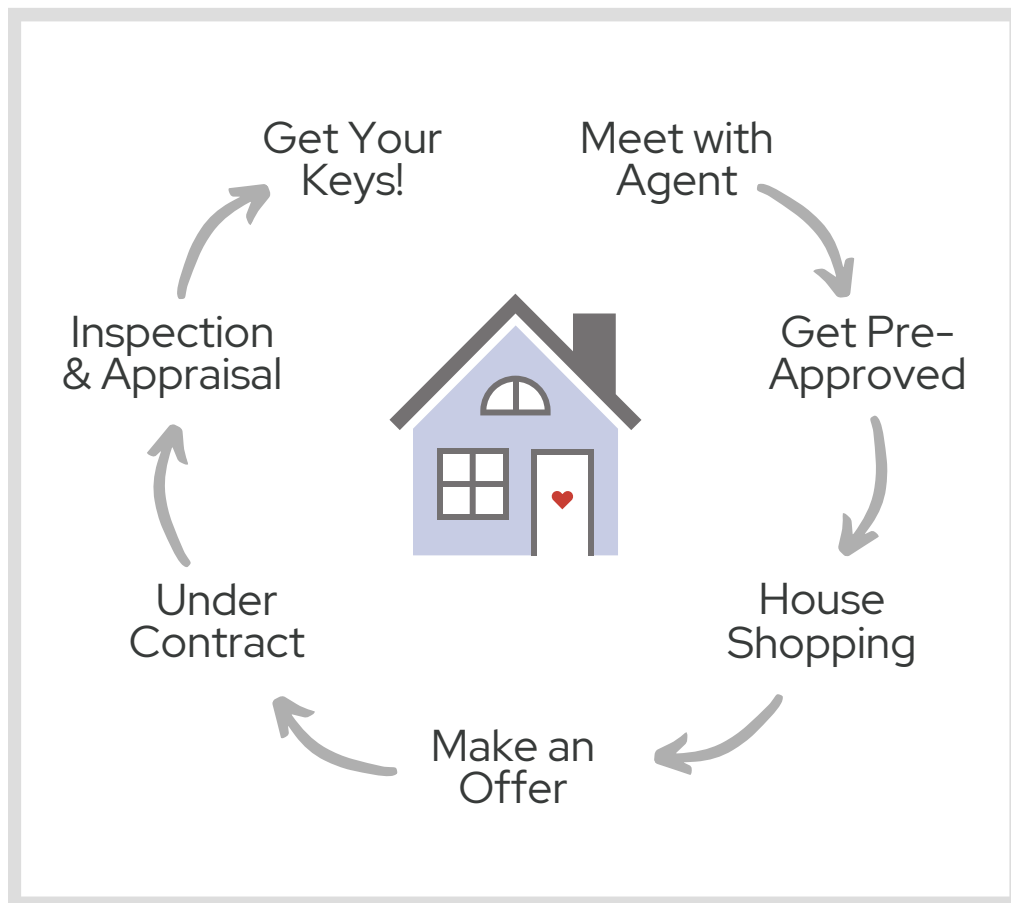 Meet with
Agent
Get Pre-
Approved
House
Shopping
Make an
Offer
Under
Contract
Inspection
& Appraisal
Get Your
Keys!